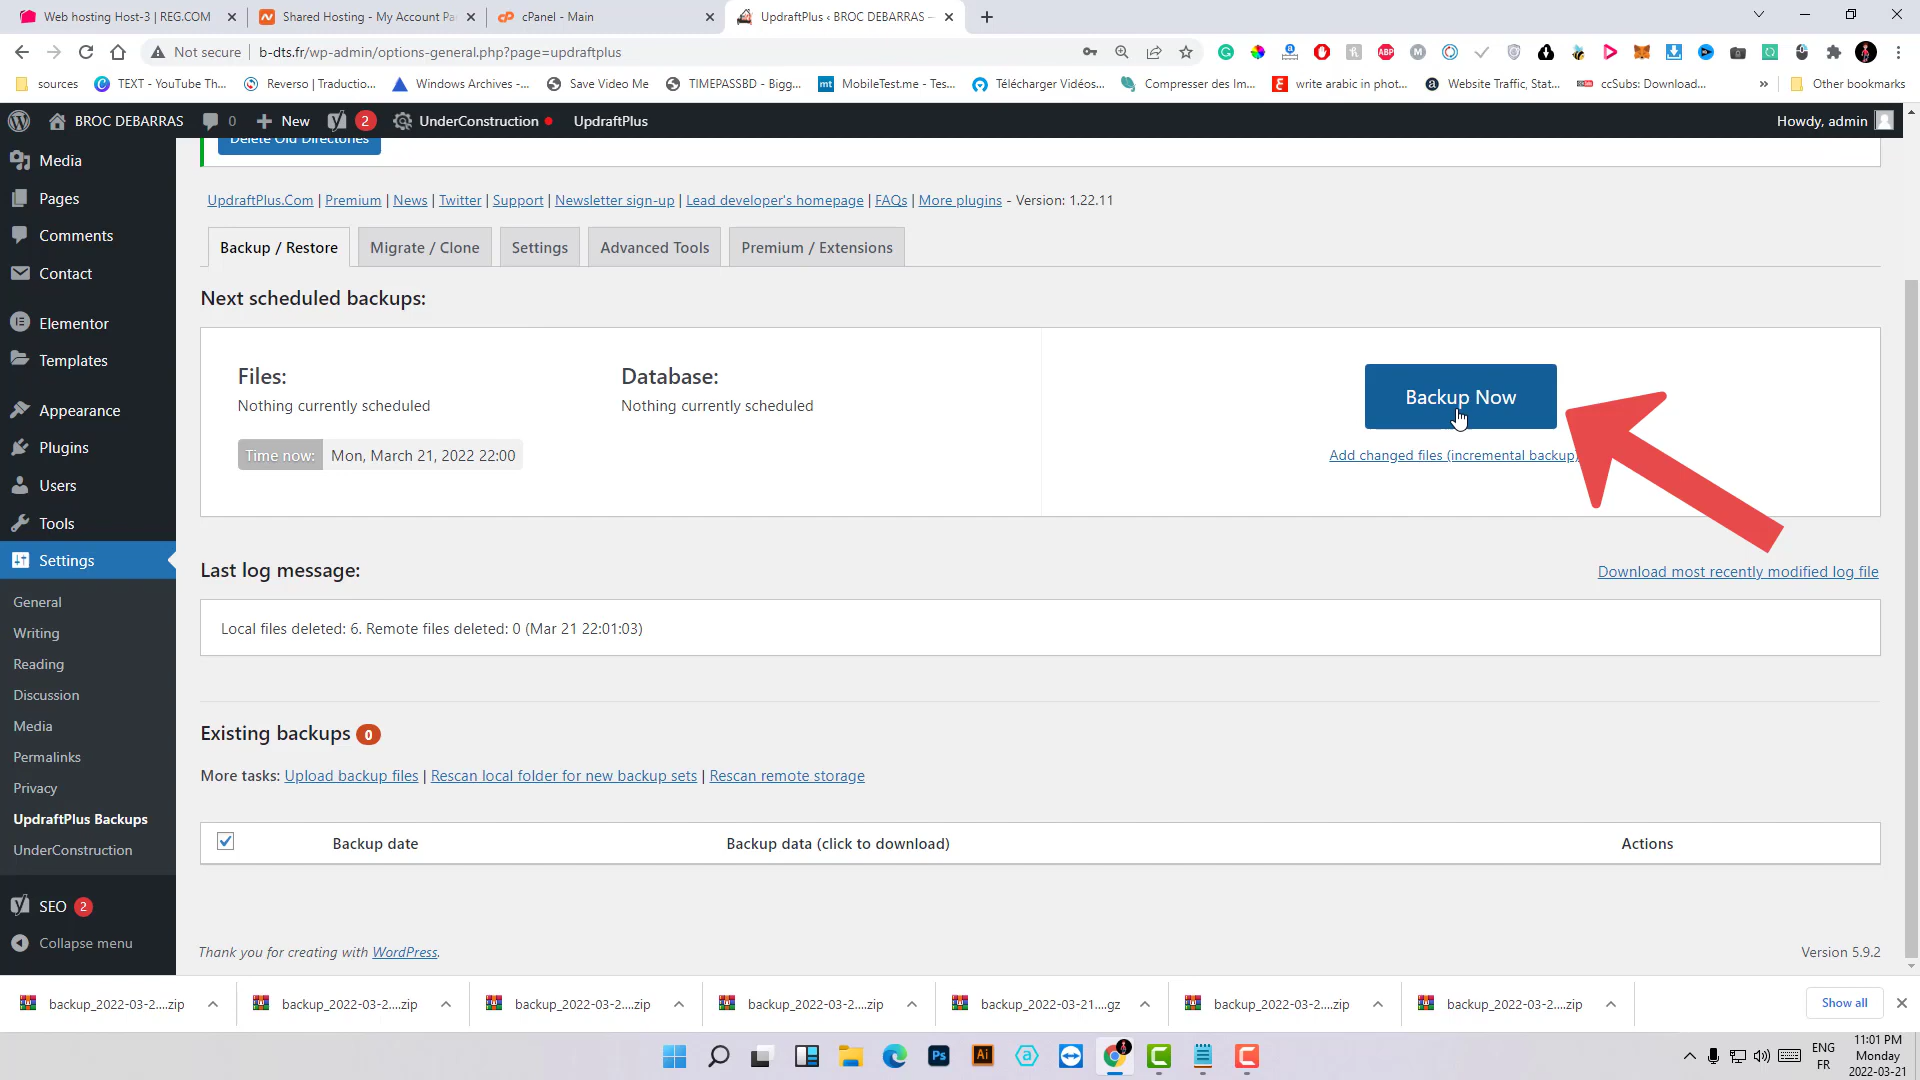 Web hosting Host-3 | REG.COM
Shared Hosting - My Account Pa
cPanel - Main
UpdraftPlus ‹ BROC DEBARRAS —
Not secure | b-dts.fr/wp-admin/options-general.php?page=updraftplus
sources
TEXT - YouTube Th...
Reverso | Traductio...
Windows Archives -...
Save Video Me
TIMEPASSBD - Bigg...
MobileTest.me - Tes...
Télécharger Vidéos...
Compresser des Im...
write arabic in phot...
Website Traffic, Stat...
ccSubs: Download...
Other bookmarks
BROC DEBARRAS
0
New
2
UnderConstruction
UpdraftPlus
Howdy, admin
Media
Pages
Comments
Contact
Elementor
Templates
Appearance
Plugins
Users
Tools
Settings
General
Writing
Reading
Discussion
Media
Permalinks
Privacy
UpdraftPlus Backups
UnderConstruction
SEO 2
Collapse menu
Delete Old Directories
UpdraftPlus.Com | Premium | News | Twitter | Support | Newsletter sign-up | Lead developer's homepage | FAQs | More plugins - Version: 1.22.11
Backup / Restore
Migrate / Clone
Settings
Advanced Tools
Premium / Extensions
Next scheduled backups:
Files:
Nothing currently scheduled
Database:
Nothing currently scheduled
Time now: Mon, March 21, 2022 22:00
Backup Now
Add changed files (incremental backup)
Last log message:
Download most recently modified log file
Local files deleted: 6. Remote files deleted: 0 (Mar 21 22:01:03)
Existing backups 0
More tasks: Upload backup files | Rescan local folder for new backup sets | Rescan remote storage
Backup date
Backup data (click to download)
Actions
Thank you for creating with WordPress.
Version 5.9.2
backup_2022-03-2....zip
backup_2022-03-2....zip
backup_2022-03-2....zip
backup_2022-03-2....zip
backup_2022-03-21....gz
backup_2022-03-2....zip
backup_2022-03-2....zip
Show all
Ps
Ai
ENG
FR
11:01 PM
Monday
2022-03-21